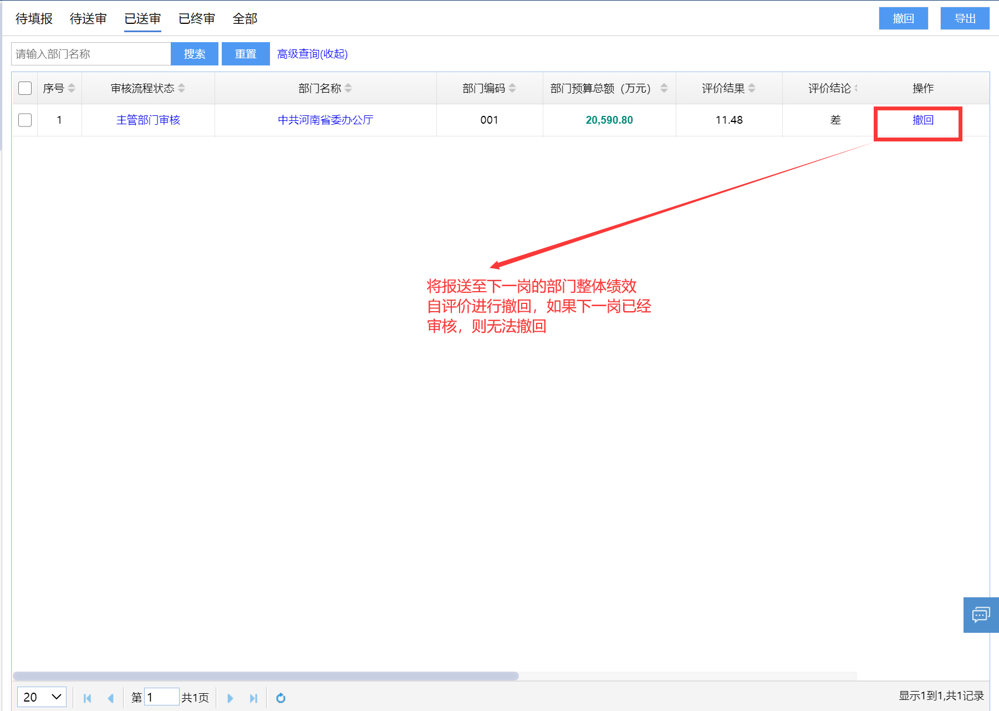 待填报 待送审 已送审 已终审 全部 撤回 导出
请输入部门名称 搜索 重置 高级查询(收起)
序号 审核流程状态 部门名称 部门编码 部门预算总额（万元） 评价结果 评价结论 操作
1 主管部门审核 中共河南省委办公厅 001 20,590.80 11.48 差 撤回
将报送至下一岗的部门整体绩效
自评价进行撤回，如果下一岗已经
审核，则无法撤回
20 第 1 共1页 显示1到1,共1记录